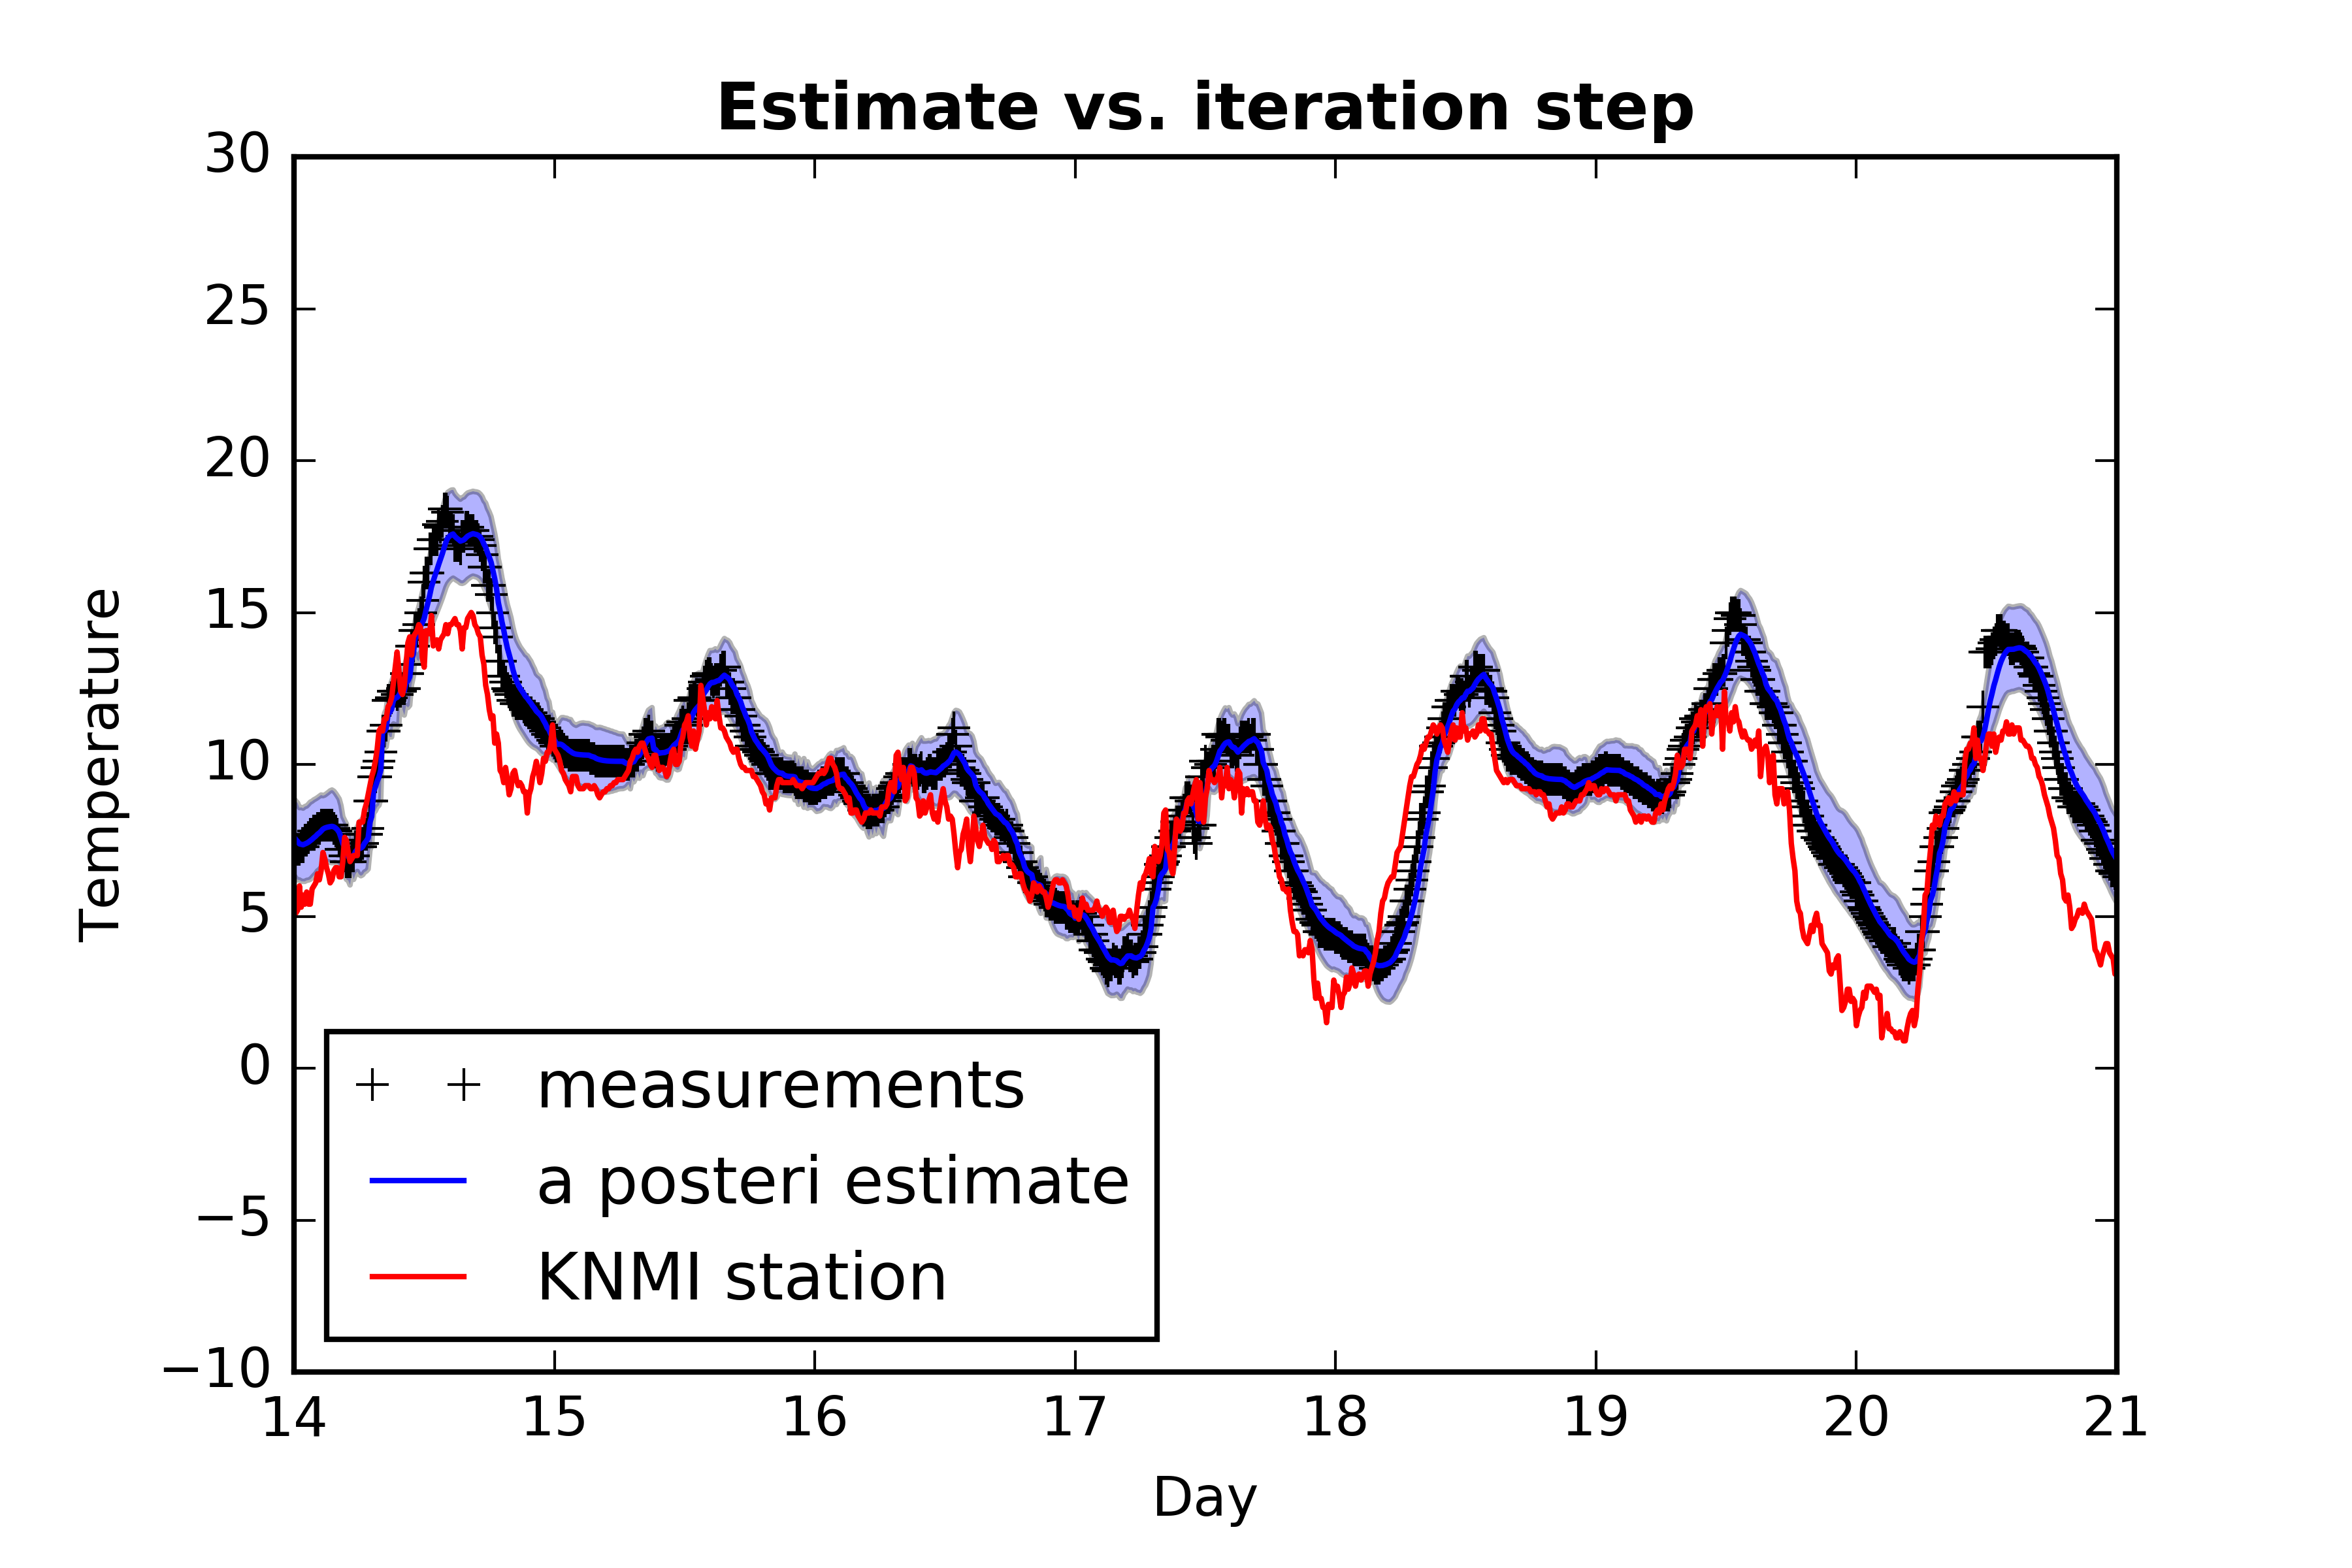 Estimate vs. iteration step
30
25
20
15
10
5
0
−5
−10
Temperature
measurements
a posteri estimate
KNMI station
14 15 16 17 18 19 20 21
Day